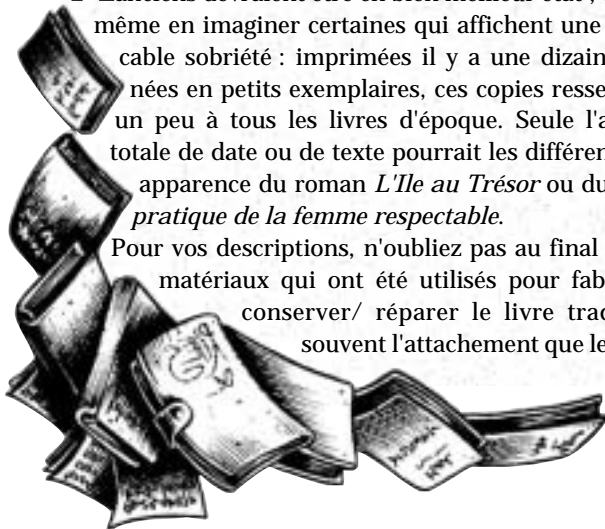 anciens devraient être en bien meilleur état ;
même en imaginer certaines qui affichent une
cable sobriété : imprimées il y a une dizain
nées en petits exemplaires, ces copies resse
un peu à tous les livres d'époque. Seule l'a
totale de date ou de texte pourrait les différen
apparence du roman L'Ile au Trésor ou du
pratique de la femme respectable.
Pour vos descriptions, n'oubliez pas au final
matériaux qui ont été utilisés pour fab
conserver/ réparer le livre trad
souvent l'attachement que le